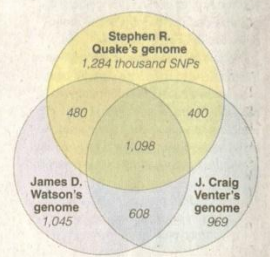 Stephen R.
Quake's genome
1,284 thousand SNPs
480
400
1,098
James D.
Watson's
genome
1,045
608
J. Craig
Venter's
genome
969